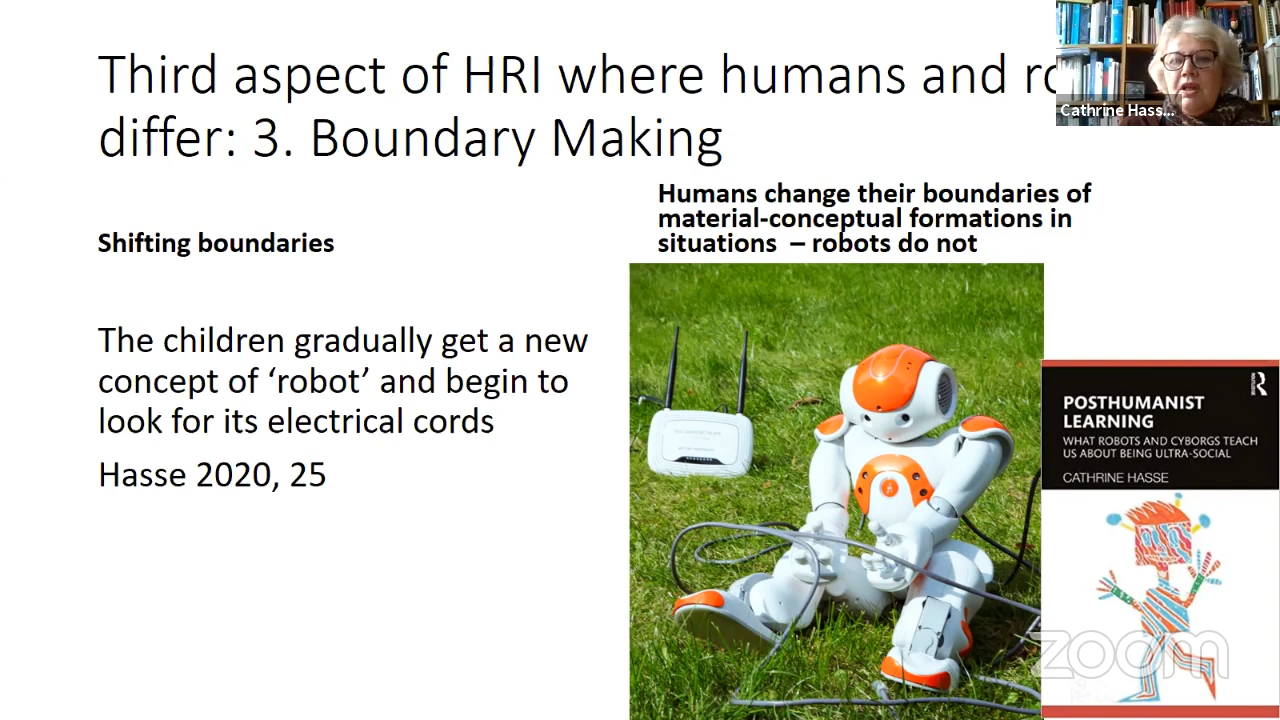 Third aspect of HRI where humans and
differ: 3. Boundary Making
Cathrine Hass...
Shifting boundaries
Humans change their boundaries of
material-conceptual formations in
situations – robots do not
The children gradually get a new
concept of ‘robot’ and begin to
look for its electrical cords
Hasse 2020, 25
R
POSTHUMANIST
LEARNING
WHAT ROBOTS AND CYBORGS TEACH
US ABOUT BEING ULTRA-SOCIAL
CATHRINE HASSE
zoom